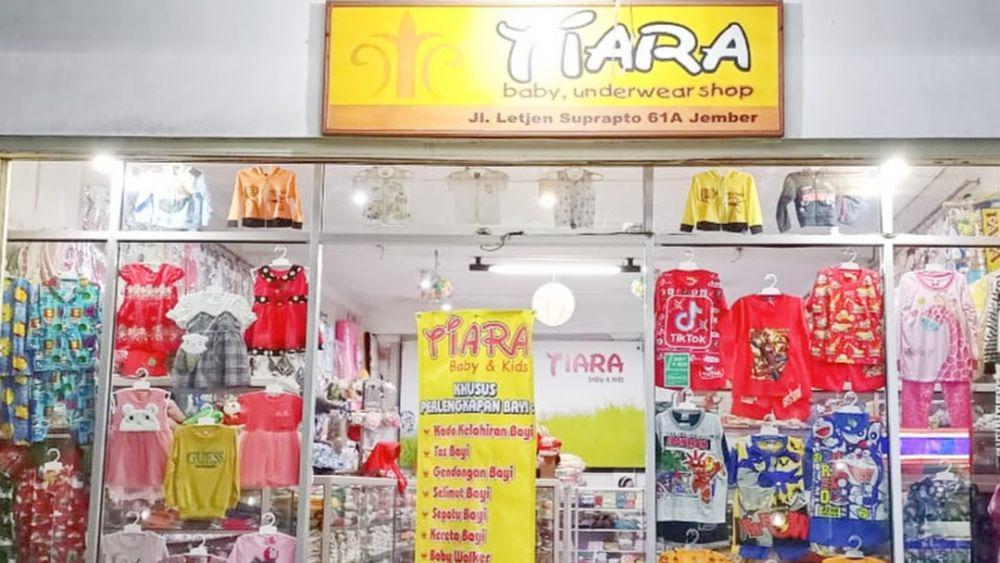 TIARA
baby, underwear shop
Jl. Letjen Suprapto 61A Jember
TIARA
Baby & Kids
KHUSUS
PERLENGKAPAN BAYI :
Kado Kelahiran Bayi
Tas Bayi
Gendongan Bayi
Selimut Bayi
Sepatu Bayi
Kereta Bayi
Baby Walker
TIARA
BABY & KIDS
TIKTOK
GUESS